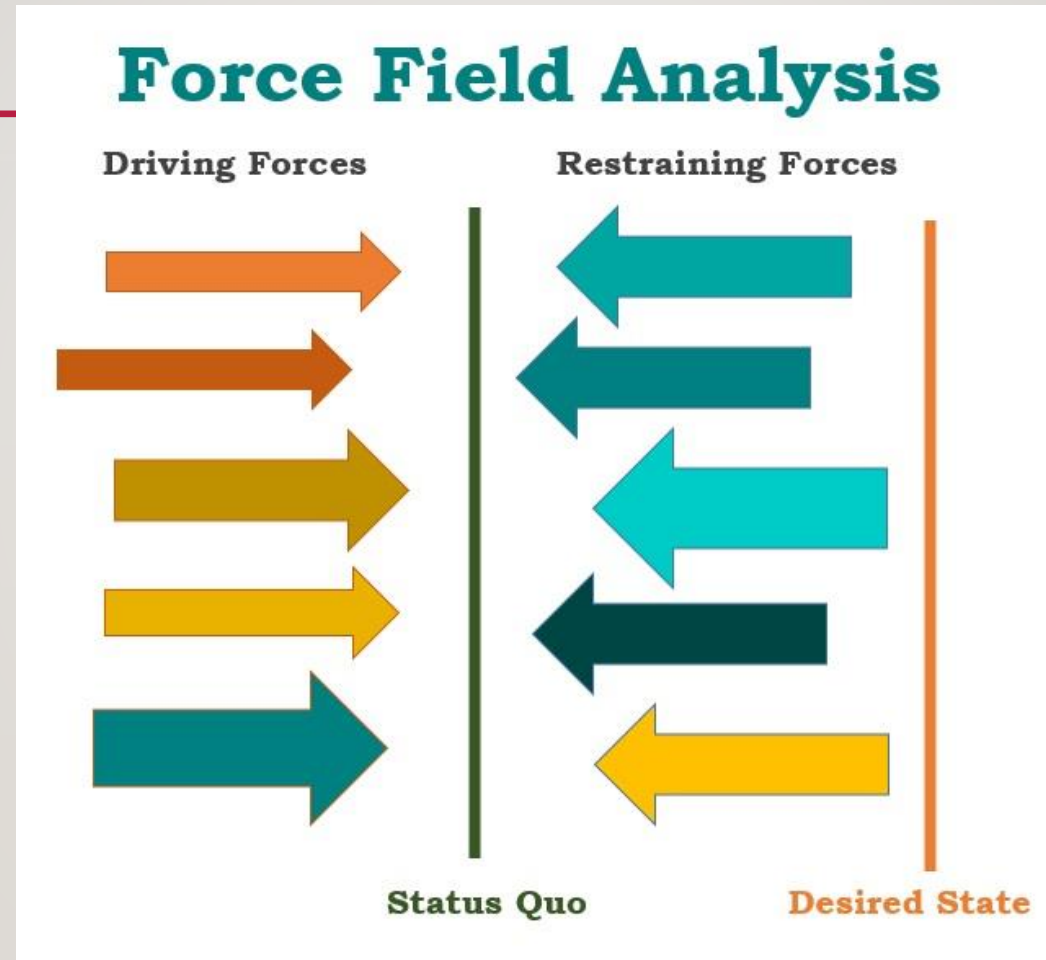 Force Field Analysis
Driving Forces
Restraining Forces
Status Quo
Desired State